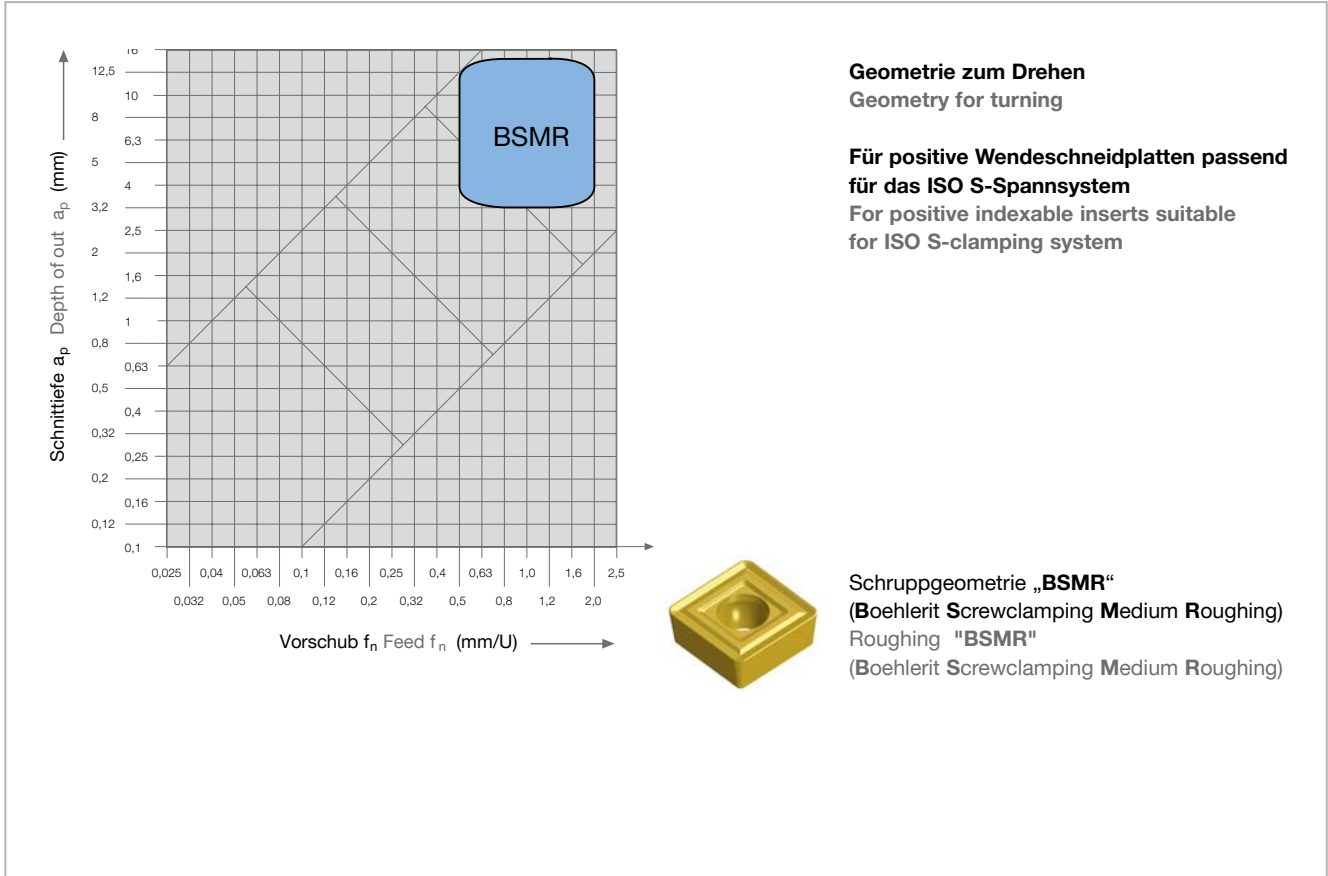 16
12,5
10
8
6,3
5
4
3,2
2,5
2
1,6
1,2
1
0,8
0,63
0,5
0,4
0,32
0,25
0,2
0,16
0,12
0,1
Schnittiefe ap Depth of out ap (mm)
BSMR
0,025 0,04 0,063 0,1 0,16 0,25 0,4 0,63 1,0 1,6 2,5
0,032 0,05 0,08 0,12 0,2 0,32 0,5 0,8 1,2 2,0
Vorschub fn Feed fn (mm/U)
Geometrie zum Drehen
Geometry for turning
Für positive Wendeschneidplatten passend
für das ISO S-Spannsystem
For positive indexable inserts suitable
for ISO S-clamping system
Schruppgeometrie „BSMR“
(Boehlerit Screwclamping Medium Roughing)
Roughing "BSMR"
(Boehlerit Screwclamping Medium Roughing)